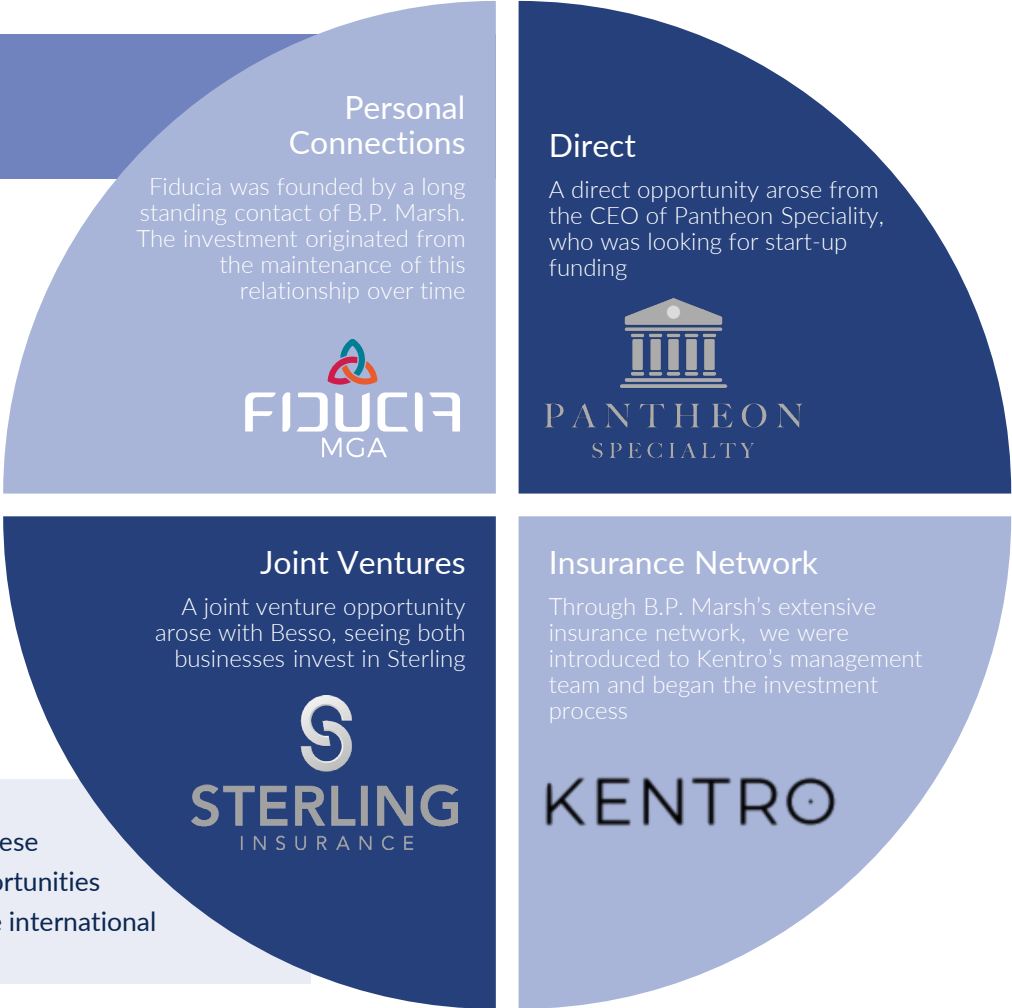 Personal
Connections
Fiducia was founded by a long
standing contact of B.P. Marsh.
The investment originated from
the maintenance of this
relationship over time
FIDUCIA
MGA
Direct
A direct opportunity arose from
the CEO of Pantheon Speciality,
who was looking for start-up
funding
PANTHEON
SPECIALTY
Joint Ventures
A joint venture opportunity
arose with Besso, seeing both
businesses invest in Sterling
STERLING
INSURANCE
Insurance Network
Through B.P. Marsh’s extensive
insurance network,  we were
introduced to Kentro’s management
team and began the investment
process
KENTRO
ese
ortunities
e international